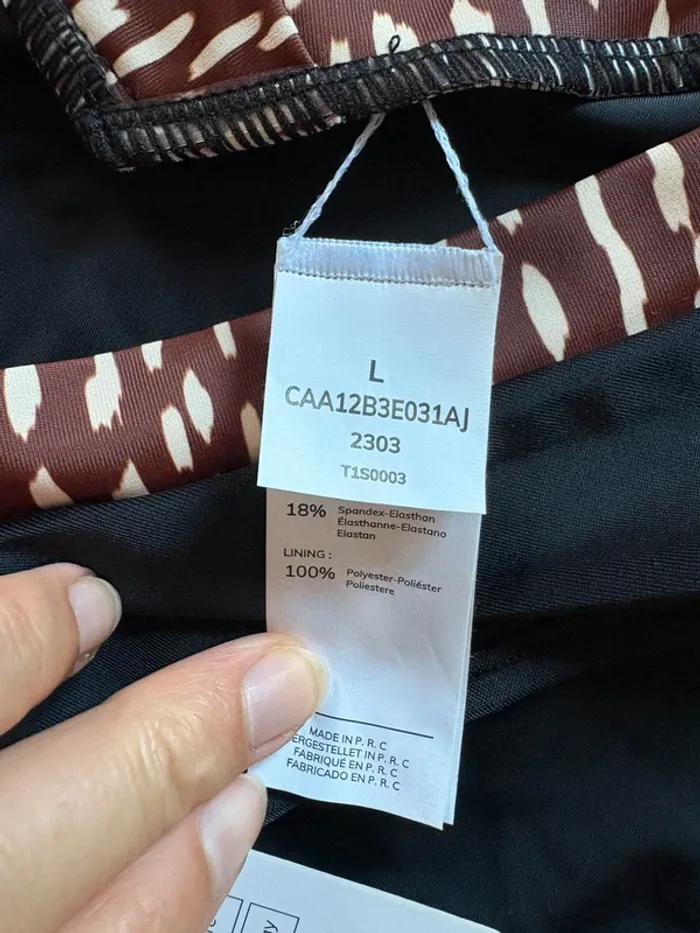 L
CAA12B3E031AJ
2303
T1S0003
18% Spandex-Elasthan
Élasthanne-Elastano
Elastan
LINING :
100% Polyester-Poliéster
Poliestere
MADE IN P. R. C
ERGESTELLET IN P. R. C
FABRIQUÉ EN P. R. C
FABRICADO EN P. R. C